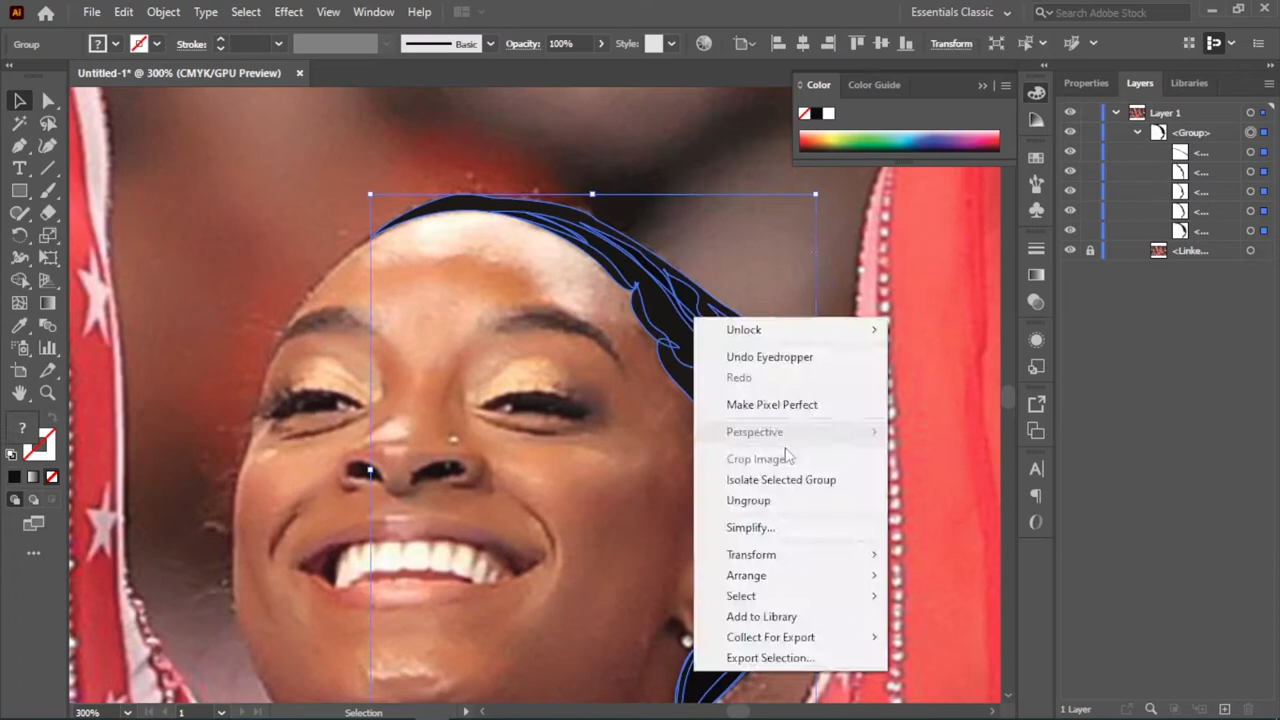 Ai File Edit Object Type Select Effect View Window Help Essentials Classic Search Adobe Stock
Group ? Stroke: Basic Opacity: 100% Style: Transform
Untitled-1* @ 300% (CMYK/GPU Preview) ×
Color Color Guide
Properties Layers Libraries
Layer 1
<Group>
<...
<...
<...
<...
<...
<Linke...
Unlock
Undo Eyedropper
Redo
Make Pixel Perfect
Perspective
Crop Image
Isolate Selected Group
Ungroup
Simplify...
Transform
Arrange
Select
Add to Library
Collect For Export
Export Selection...
?
300% 1 Selection
1 Layer